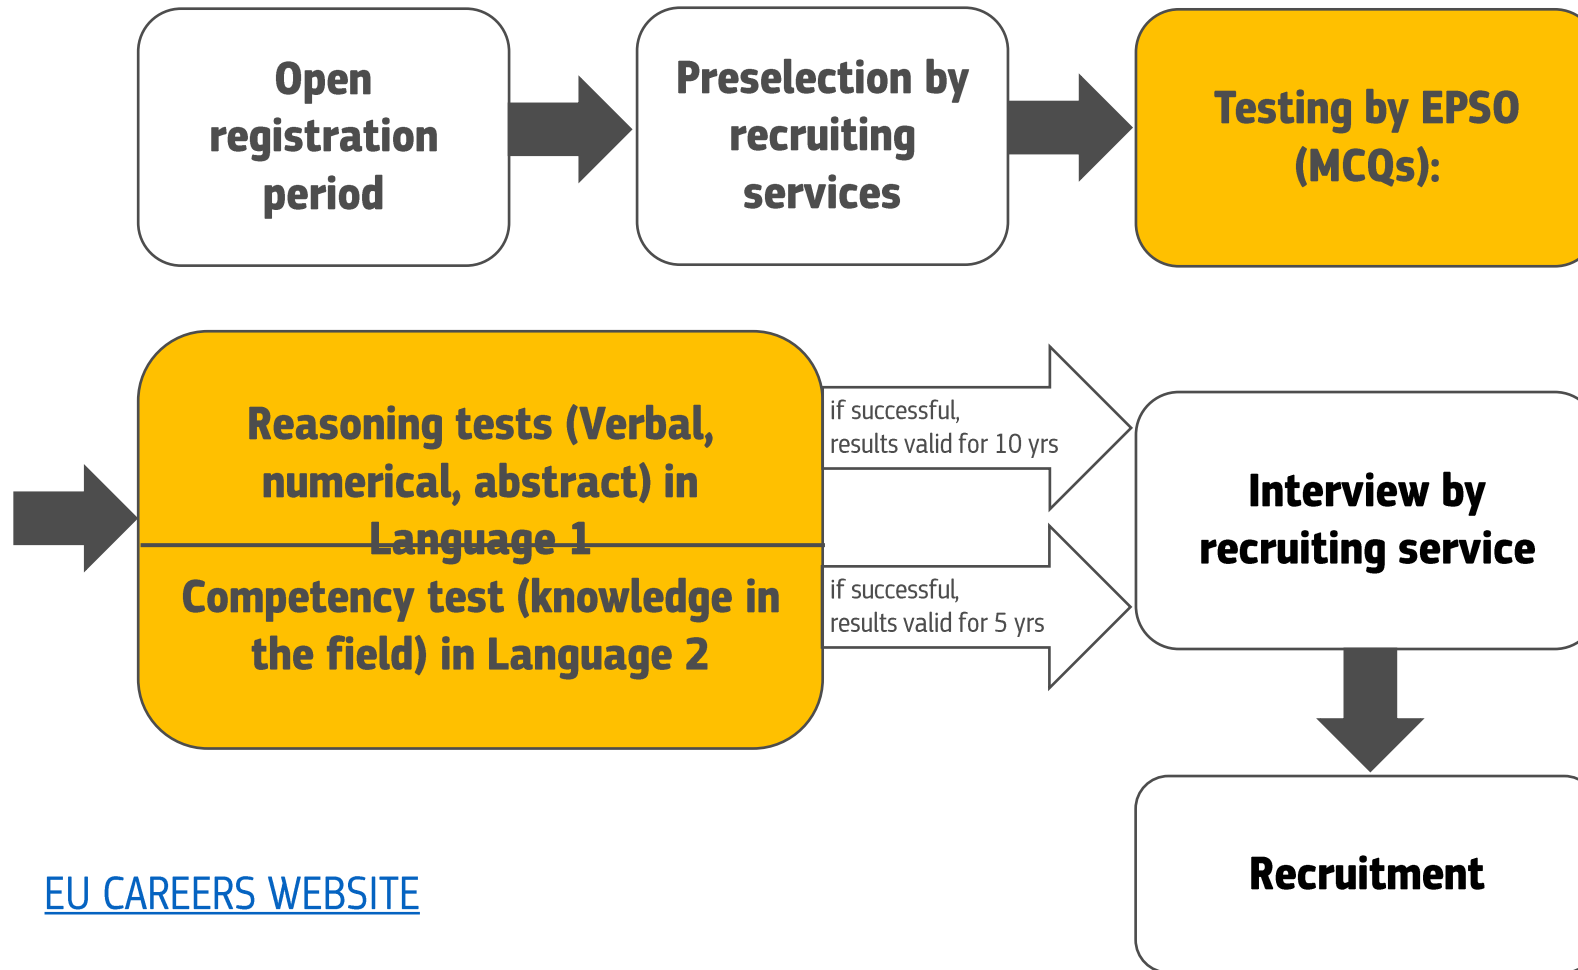 Open
registration
period
Preselection by
recruiting
services
Testing by EPSO
(MCQs):
Reasoning tests (Verbal,
numerical, abstract) in
Language 1
Competency test (knowledge in
the field) in Language 2
if successful,
results valid for 10 yrs
if successful,
results valid for 5 yrs
Interview by
recruiting service
Recruitment
EU CAREERS WEBSITE